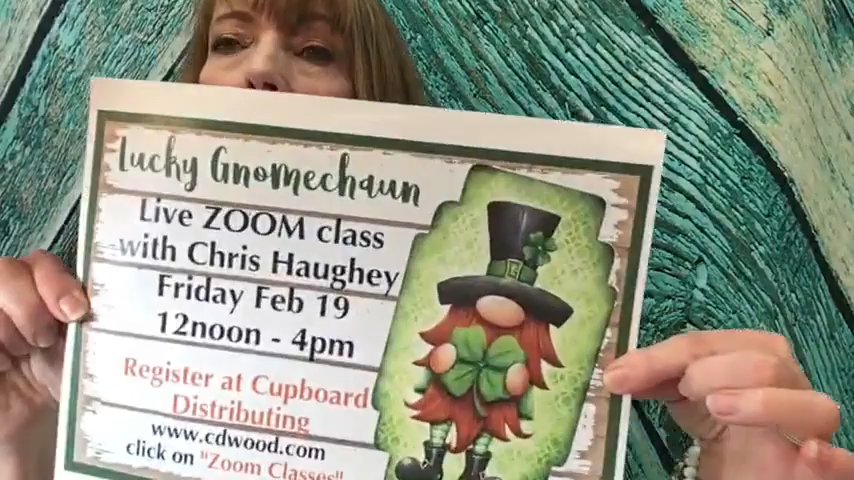 Lucky Gnomechaun
Live ZOOM class
with Chris Haughey
Friday Feb 19
12noon - 4pm
Register at Cupboard
Distributing at
www.cdwood.com
click on "Zoom Classes"